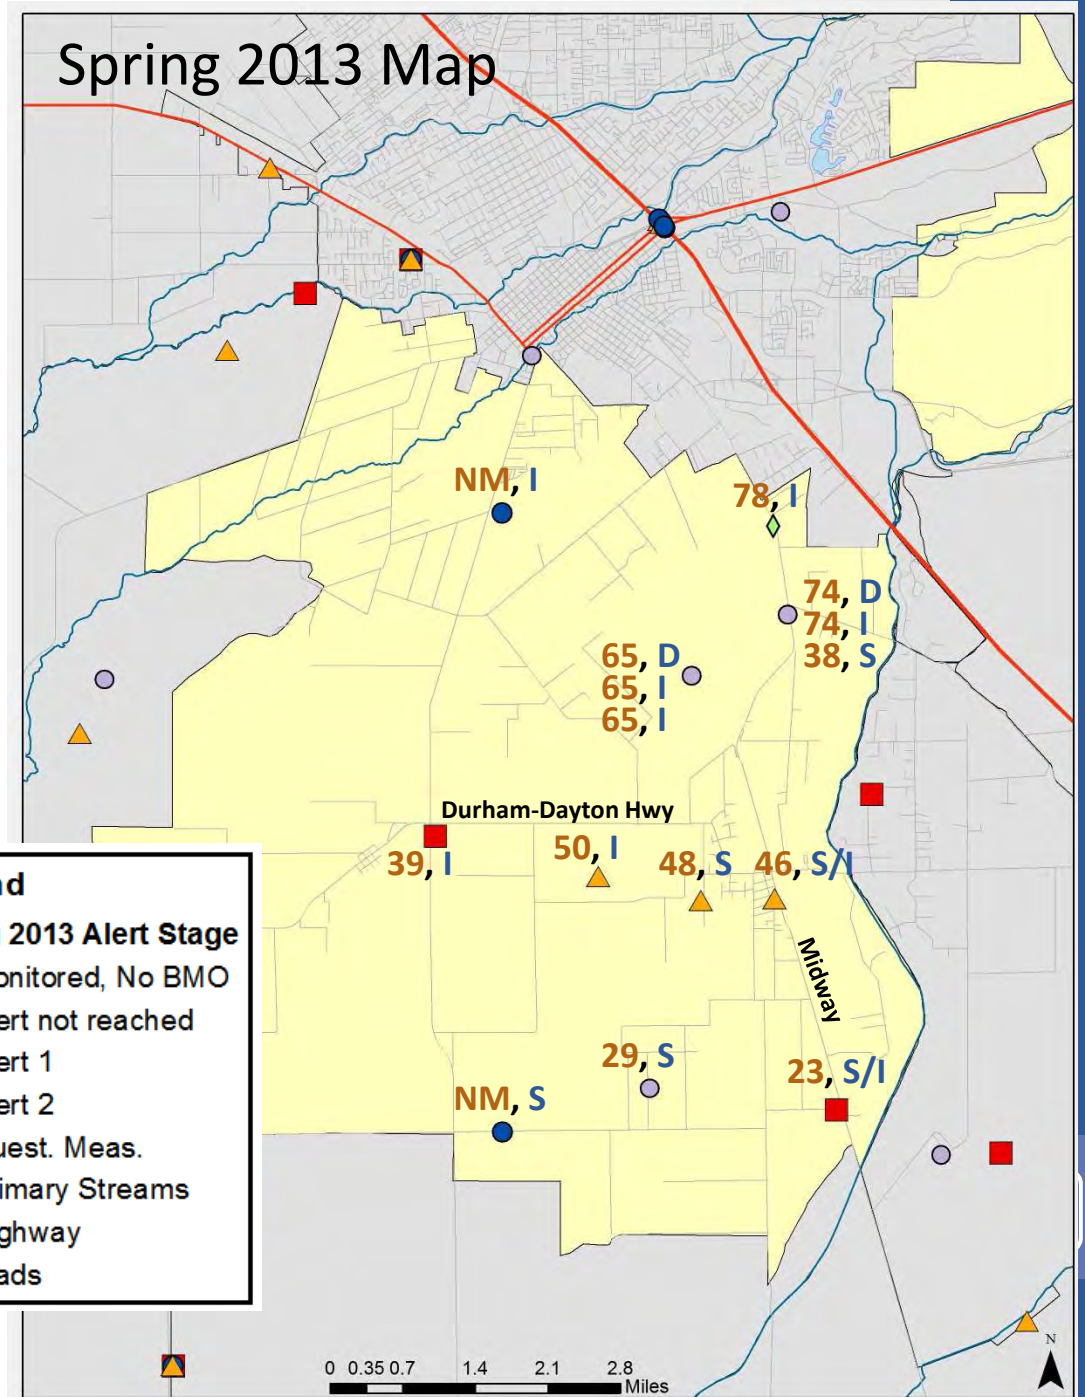 Spring 2013 Map
NM, I
78, I
74, D
74, I
38, S
65, D
65, I
65, I
Durham-Dayton Hwy
39, I
50, I
48, S
46, S/I
Midway
29, S
23, S/I
NM, S
nd
2013 Alert Stage
onitored, No BMO
ert not reached
ert 1
ert 2
uest. Meas.
imary Streams
ghway
ads
0 0.35 0.7 1.4 2.1 2.8
Miles
N